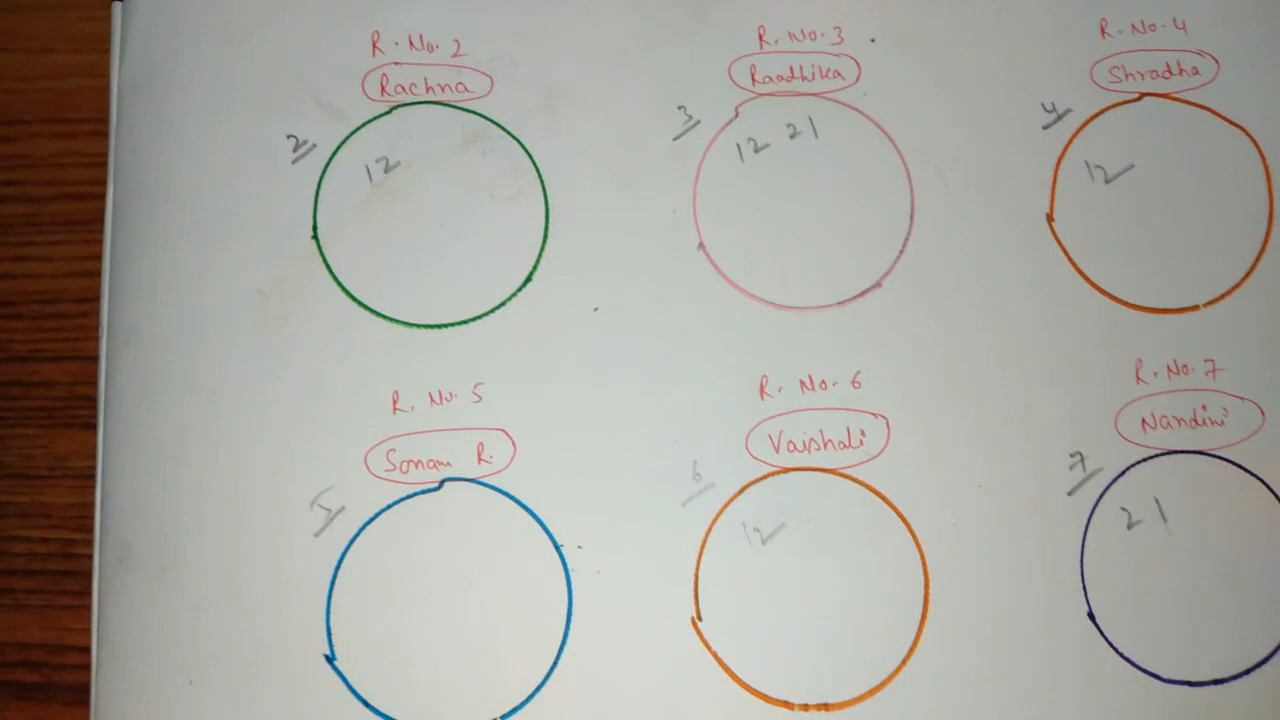 R. No. 2
Rachna
2
12
R. No. 3
Raadhika
3
12 21
R. No. 4
Shradha
4
12
R. No. 5
Sonam R.
5
R. No. 6
Vaishali
6
12
R. No. 7
Nandini
7
21